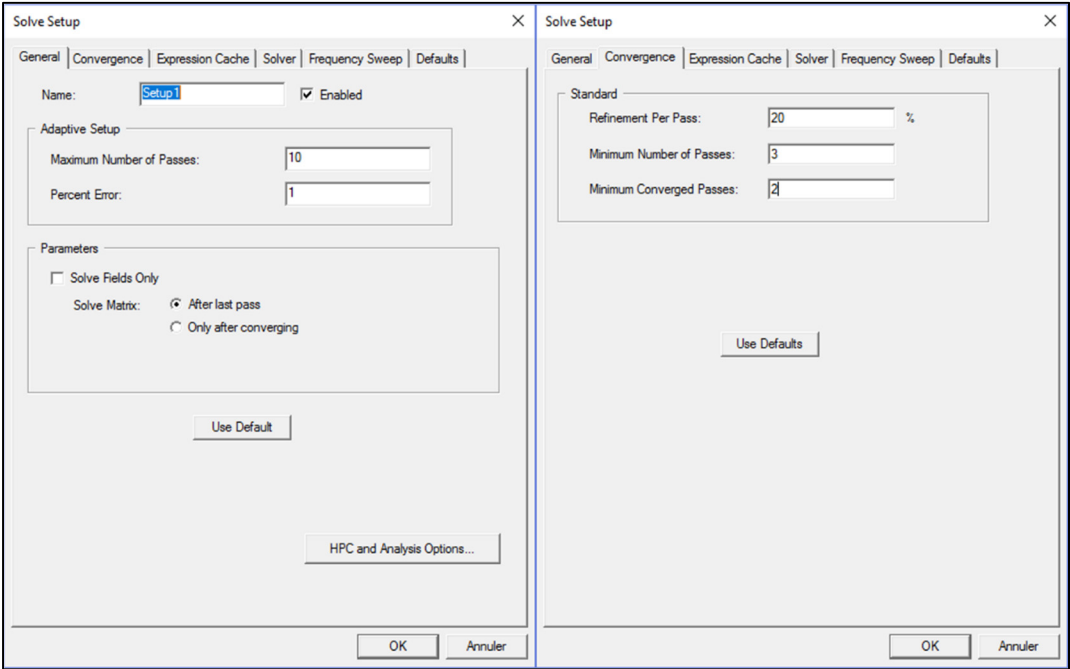 Solve Setup
General Convergence Expression Cache Solver Frequency Sweep Defaults
Name: Setup1 Enabled
Adaptive Setup
Maximum Number of Passes: 10
Percent Error: 1
Parameters
Solve Fields Only
Solve Matrix: After last pass
Only after converging
Use Default
HPC and Analysis Options...
OK Annuler
Solve Setup
General Convergence Expression Cache Solver Frequency Sweep Defaults
Standard
Refinement Per Pass: 20 %
Minimum Number of Passes: 3
Minimum Converged Passes: 2
Use Defaults
OK Annuler